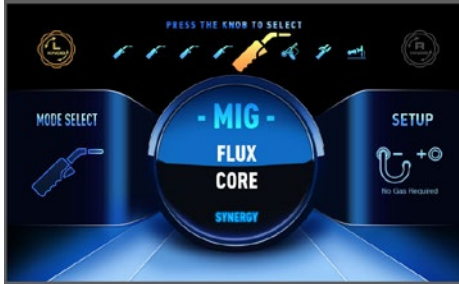 PRESS THE KNOB TO SELECT
L
R
MODE SELECT
- MIG -
FLUX
CORE
SYNERGY
SETUP
- +
No Gas Required